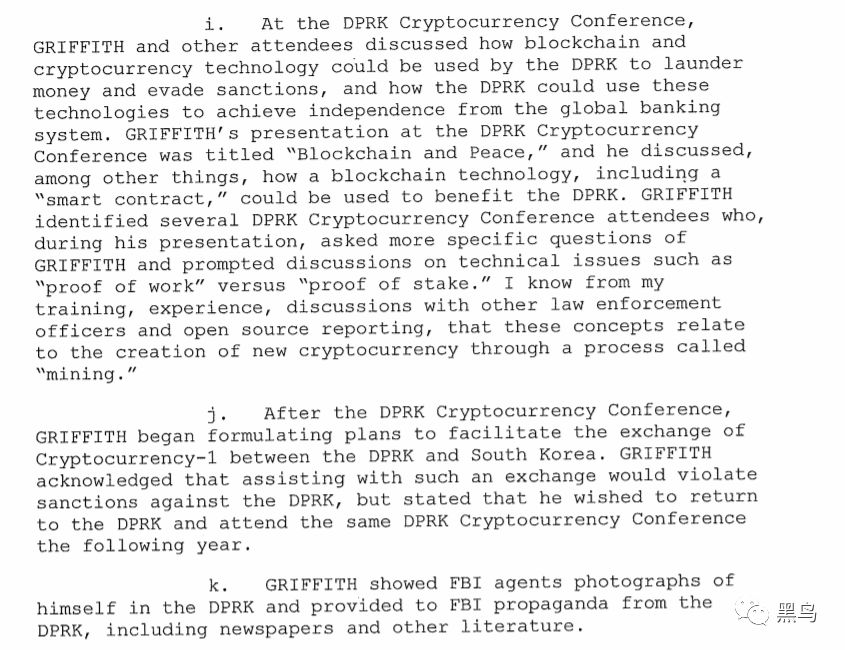 i. At the DPRK Cryptocurrency Conference,
GRIFFITH and other attendees discussed how blockchain and
cryptocurrency technology could be used by the DPRK to launder
money and evade sanctions, and how the DPRK could use these
technologies to achieve independence from the global banking
system. GRIFFITH's presentation at the DPRK Cryptocurrency
Conference was titled “Blockchain and Peace,” and he discussed,
among other things, how a blockchain technology, including a
“smart contract,” could be used to benefit the DPRK. GRIFFITH
identified several DPRK Cryptocurrency Conference attendees who,
during his presentation, asked more specific questions of
GRIFFITH and prompted discussions on technical issues such as
“proof of work” versus “proof of stake.” I know from my
training, experience, discussions with other law enforcement
officers and open source reporting, that these concepts relate
to the creation of new cryptocurrency through a process called
“mining.”
j. After the DPRK Cryptocurrency Conference,
GRIFFITH began formulating plans to facilitate the exchange of
Cryptocurrency-1 between the DPRK and South Korea. GRIFFITH
acknowledged that assisting with such an exchange would violate
sanctions against the DPRK, but stated that he wished to return
to the DPRK and attend the same DPRK Cryptocurrency Conference
the following year.
k. GRIFFITH showed FBI agents photographs of
himself in the DPRK and provided to FBI propaganda from the
DPRK, including newspapers and other literature.
黑鸟